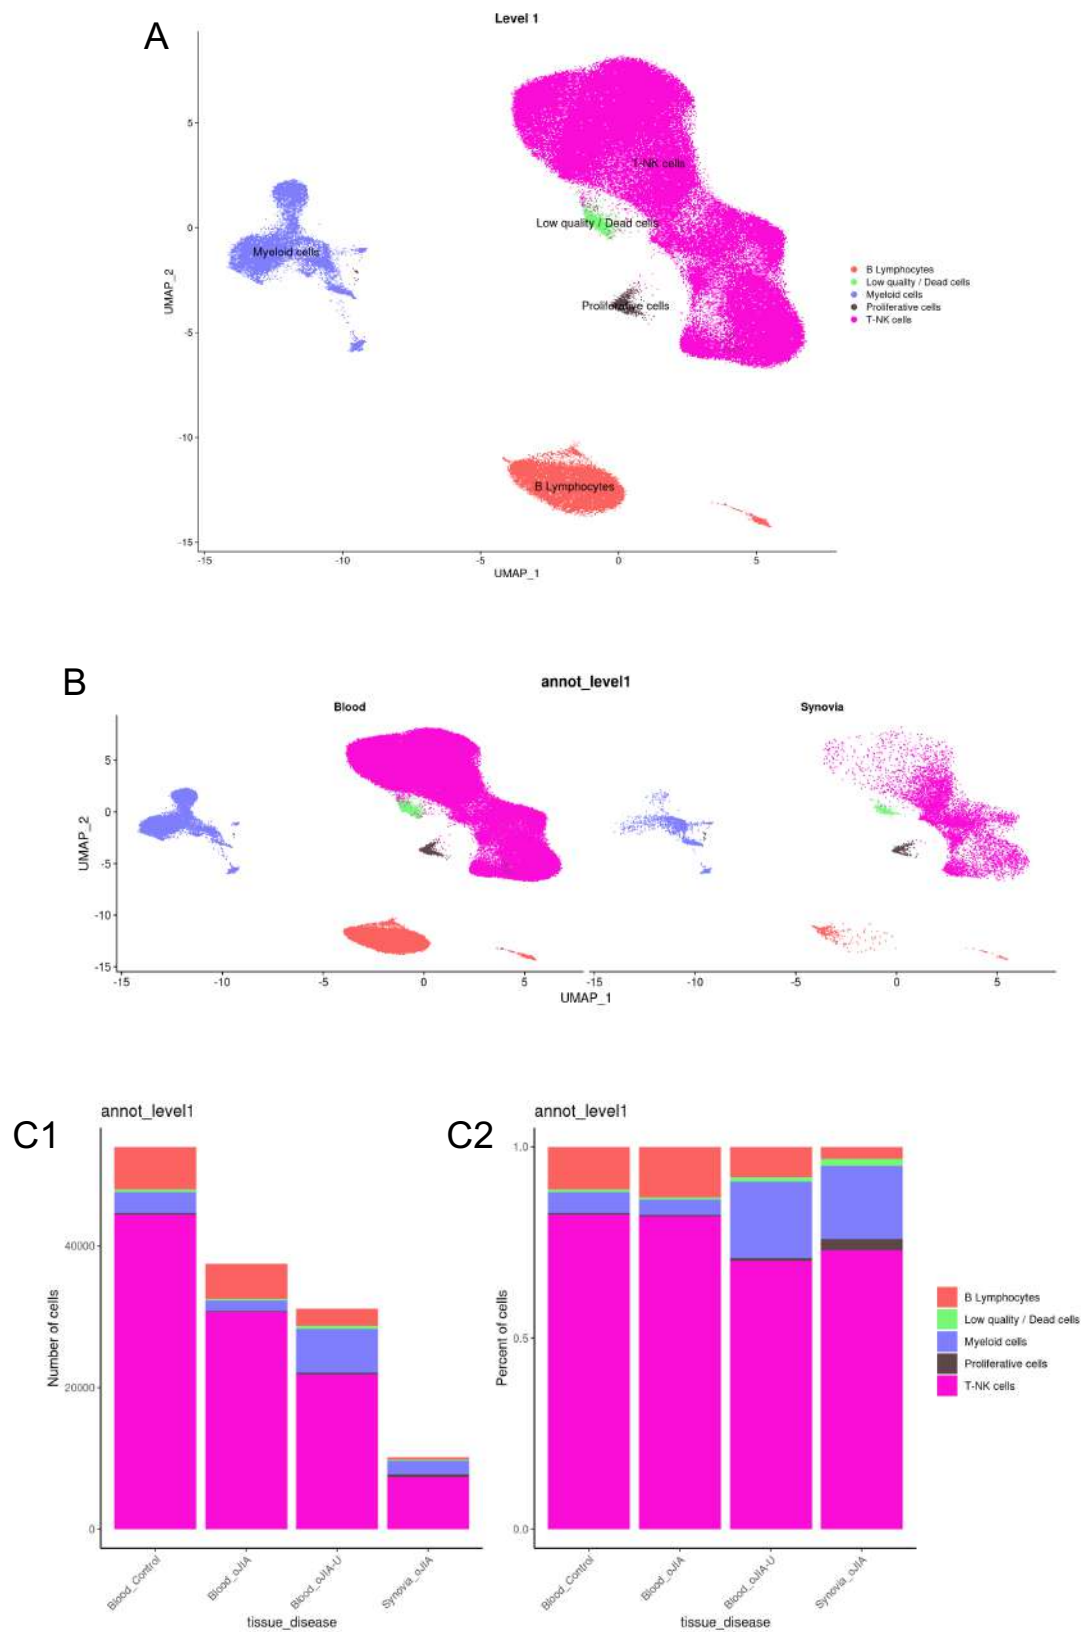 A
Level 1
5
0
-5
-10
-15
UMAP_2
T-NK cells
Low quality / Dead cells
Myeloid cells
Proliferative cells
B Lymphocytes
-15
-10
-5
0
5
UMAP_1
B Lymphocytes
Low quality / Dead cells
Myeloid cells
Proliferative cells
T-NK cells
B
annot_level1
Blood
Synovia
5
0
-5
-10
-15
UMAP_2
-15
-10
-5
0
5
-15
-10
-5
0
5
UMAP_1
C1
annot_level1
40000
20000
0
Number of cells
Blood_Control
Blood_oJIA
Blood_oJIA-U
Synovia_oJIA
tissue_disease
C2
annot_level1
1.0
0.5
0.0
Percent of cells
Blood_Control
Blood_oJIA
Blood_oJIA-U
Synovia_oJIA
tissue_disease
B Lymphocytes
Low quality / Dead cells
Myeloid cells
Proliferative cells
T-NK cells